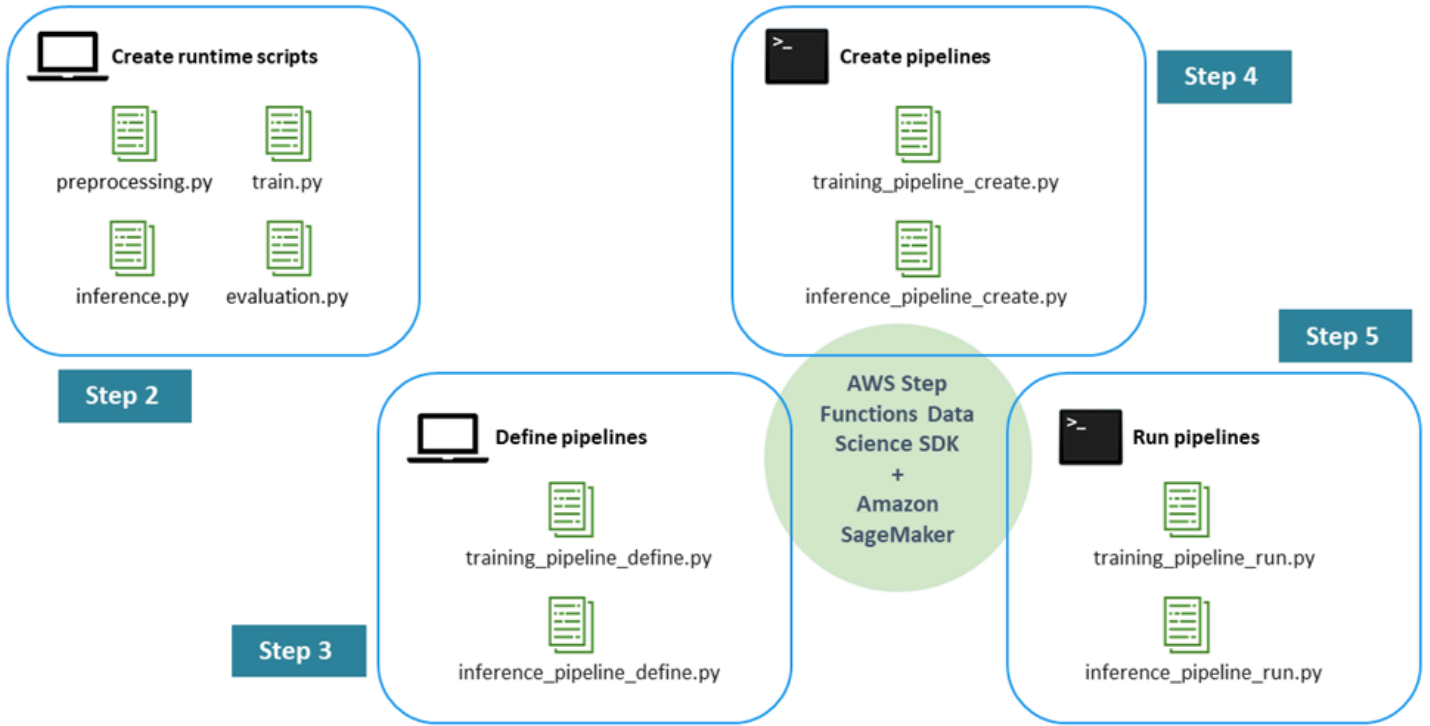 Create runtime scripts
preprocessing.py
train.py
inference.py
evaluation.py
Step 2
Define pipelines
training_pipeline_define.py
inference_pipeline_define.py
Step 3
>_
Create pipelines
training_pipeline_create.py
inference_pipeline_create.py
Step 4
AWS Step
Functions Data
Science SDK
+
Amazon
SageMaker
Step 5
>_
Run pipelines
training_pipeline_run.py
inference_pipeline_run.py